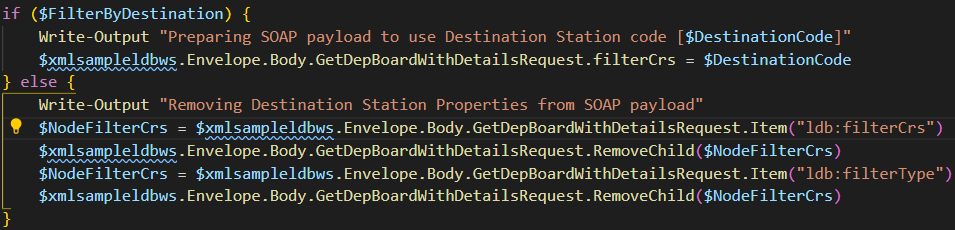 if ($FilterByDestination) {
    Write-Output "Preparing SOAP payload to use Destination Station code [$DestinationCode]"
    $xmlsampleldbws.Envelope.Body.GetDepBoardWithDetailsRequest.filterCrs = $DestinationCode
} else {
    Write-Output "Removing Destination Station Properties from SOAP payload"
    $NodeFilterCrs = $xmlsampleldbws.Envelope.Body.GetDepBoardWithDetailsRequest.Item("ldb:filterCrs")
    $xmlsampleldbws.Envelope.Body.GetDepBoardWithDetailsRequest.RemoveChild($NodeFilterCrs)
    $NodeFilterCrs = $xmlsampleldbws.Envelope.Body.GetDepBoardWithDetailsRequest.Item("ldb:filterType")
    $xmlsampleldbws.Envelope.Body.GetDepBoardWithDetailsRequest.RemoveChild($NodeFilterCrs)
}